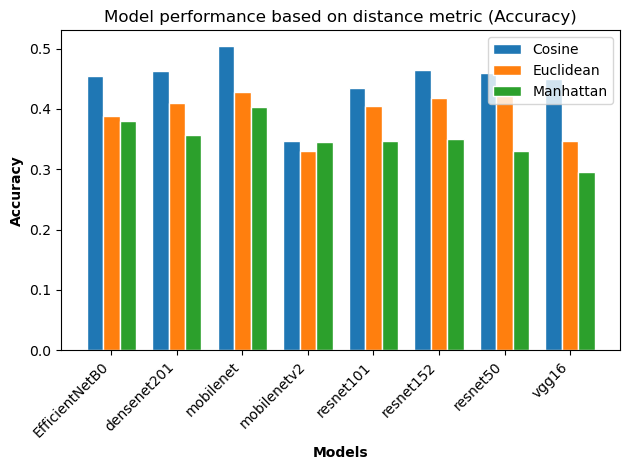 Model performance based on distance metric (Accuracy)
Cosine
Euclidean
Manhattan
0.5
0.4
0.3
0.2
0.1
0.0
Accuracy
EfficientNetB0
densenet201
mobilenet
mobilenetv2
resnet101
resnet152
resnet50
vgg16
Models